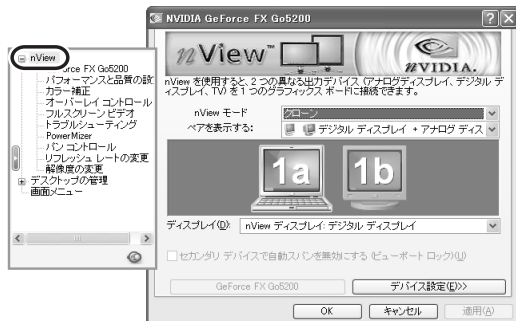 nView
orce FX Go5200
パフォーマンスと品質の設
カラー補正
オーバーレイ コントロール
フルスクリーンビデオ
トラブルシューティング
PowerMizer
パン コントロール
リフレッシュ レートの変更
解像度の変更
デスクトップの管理
画面メニュー
NVIDIA GeForce FX Go5200
nView™
NVIDIA.
nView を使用すると、2 つの異なる出力デバイス (アナログディスプレイ、デジタル デ
ィスプレイ、TV) を 1 つのグラフィックス ボードに接続できます。
nView モード
クローン
ペアを表示する:
デジタル ディスプレイ + アナログ ディス
1a
1b
ディスプレイ(D):
nView ディスプレイ: デジタル ディスプレイ
セカンダリ デバイスで自動スパンを無効にする (ビューポート ロック)(U)
GeForce FX Go5200
デバイス設定(E)>>
OK
キャンセル
適用(A)